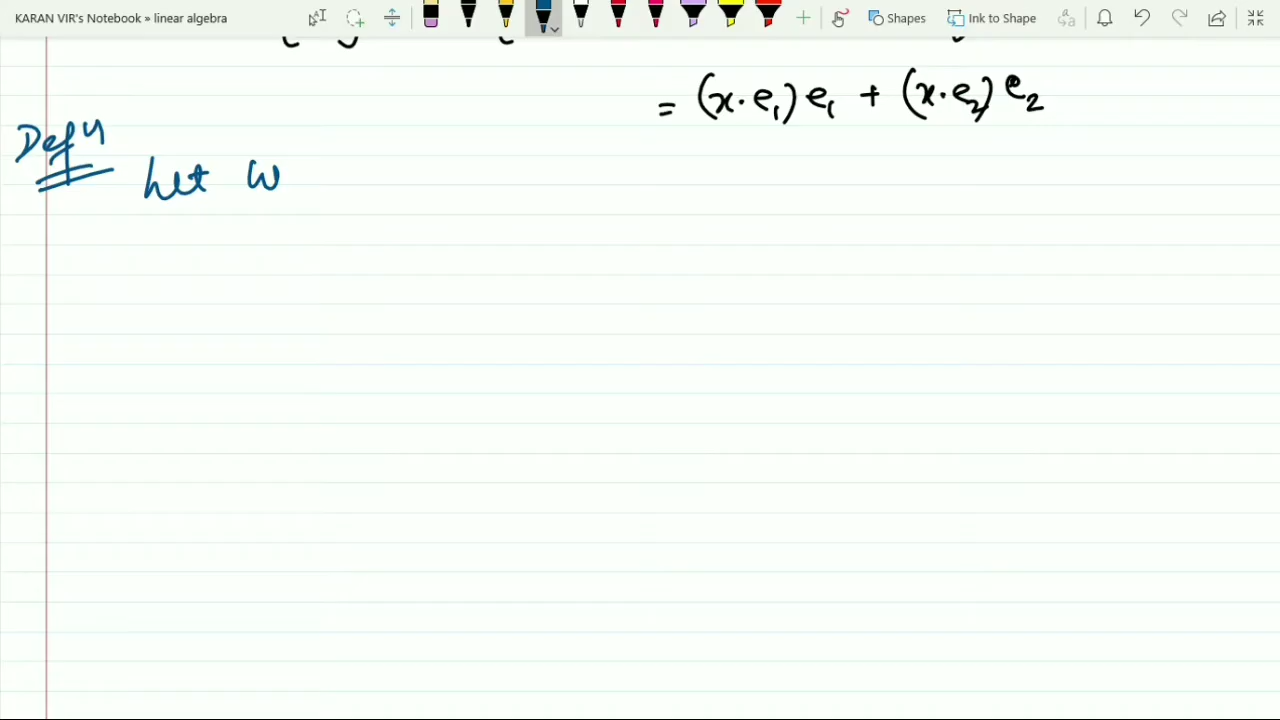 KARAN VIR's Notebook » linear algebra
Shapes
Ink to Shape
= (x·e₁)e₁ + (x·e₂)e₂
Defn
Let W